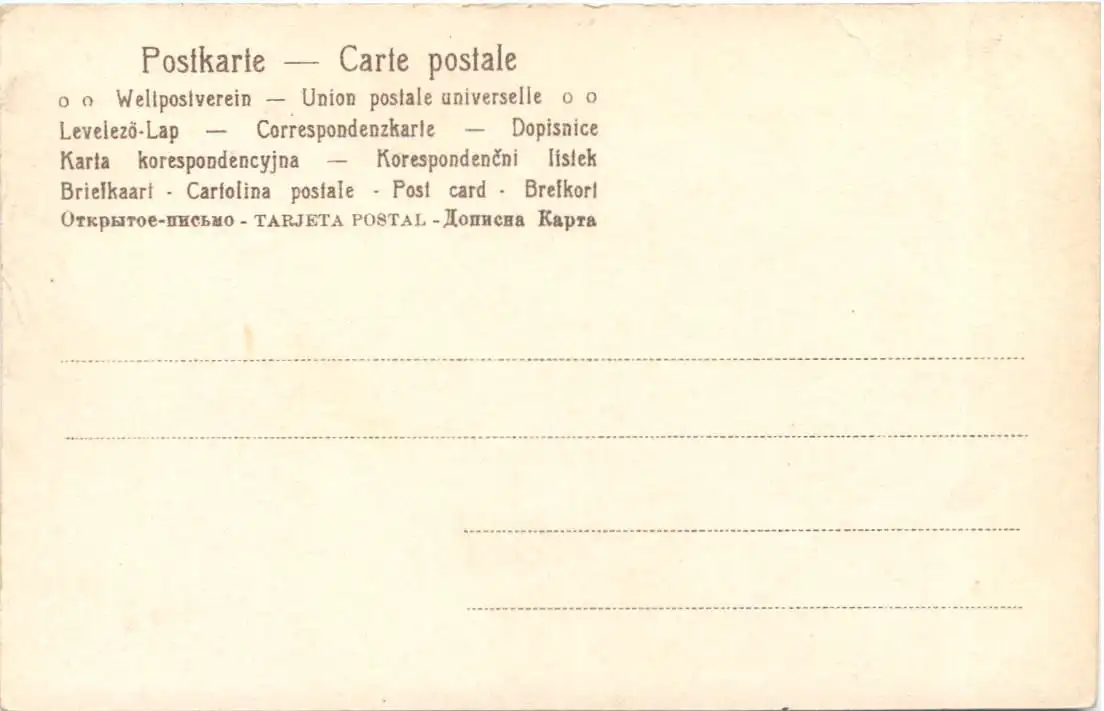 Postkarte — Carte postale
o o Weltpostverein — Union postale universelle o o
Levelező-Lap — Correspondenzkarte — Dopisnice
Karta korespondencyjna — Korespondenční lístek
Briefkaart - Cartolina postale - Post card - Brefkort
Открытое-письмо - TARJETA POSTAL - Дописна Карта